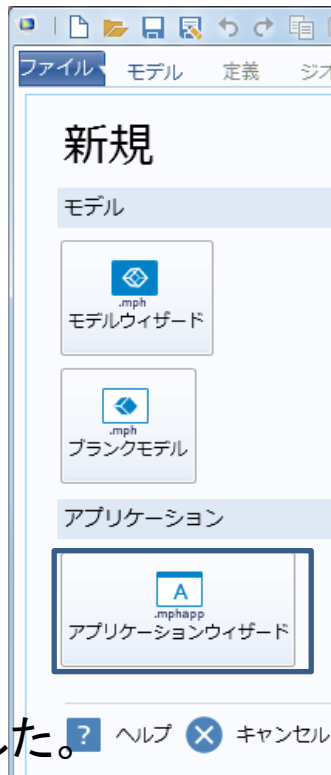 ファイル モデル 定義 ジオ
新規
モデル
.mph
モデルウィザード
.mph
ブランクモデル
アプリケーション
A
.mphapp
アプリケーションウィザード
した。
? ヘルプ キャンセル